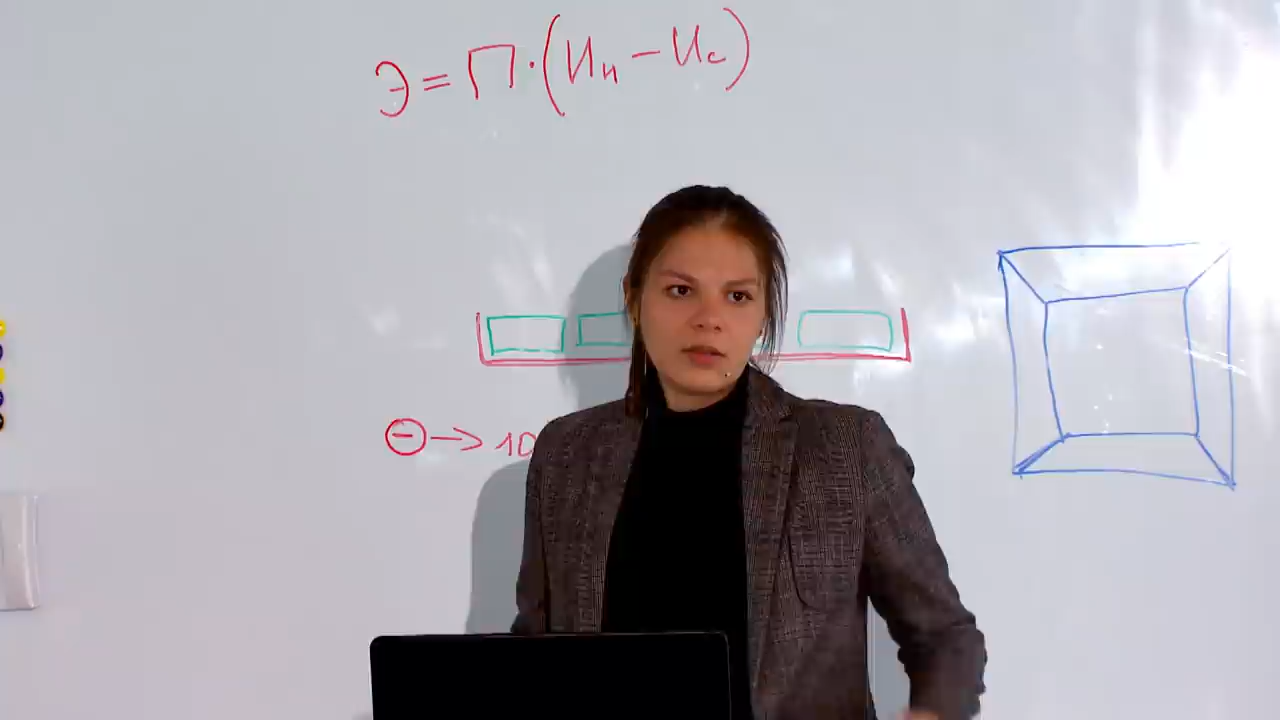 Э = П · (Ин − Ис)
⊖ → 10